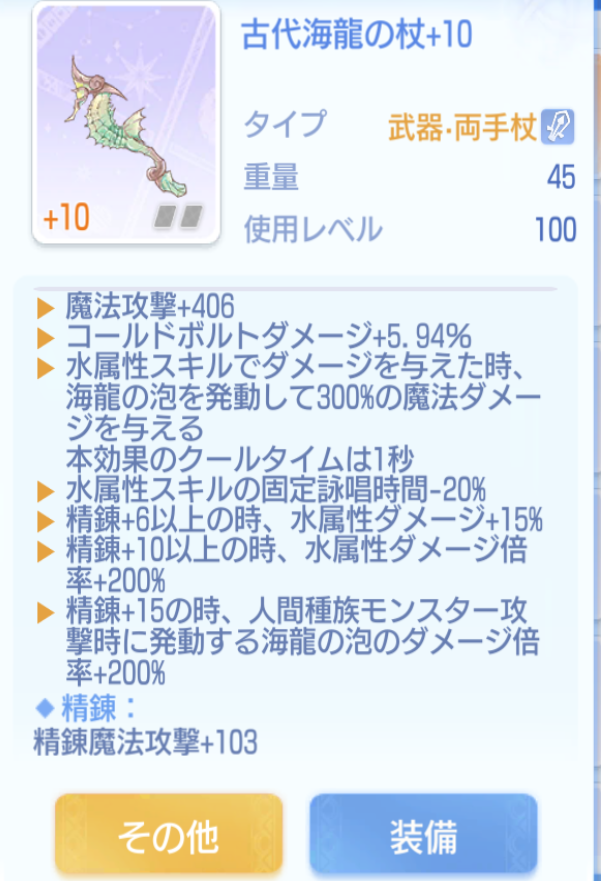 古代海龍の杖+10
タイプ 武器·両手杖
重量 45
+10
使用レベル 100
魔法攻撃+406
コールドボルトダメージ+5.94%
水属性スキルでダメージを与えた時、
海龍の泡を発動して300%の魔法ダメー
ジを与える
本効果のクールタイムは1秒
水属性スキルの固定詠唱時間-20%
精錬+6以上の時、水属性ダメージ+15%
精錬+10以上の時、水属性ダメージ倍
率+200%
精錬+15の時、人間種族モンスター攻
撃時に発動する海龍の泡のダメージ倍
率+200%
精錬：
精錬魔法攻撃+103
その他 装備